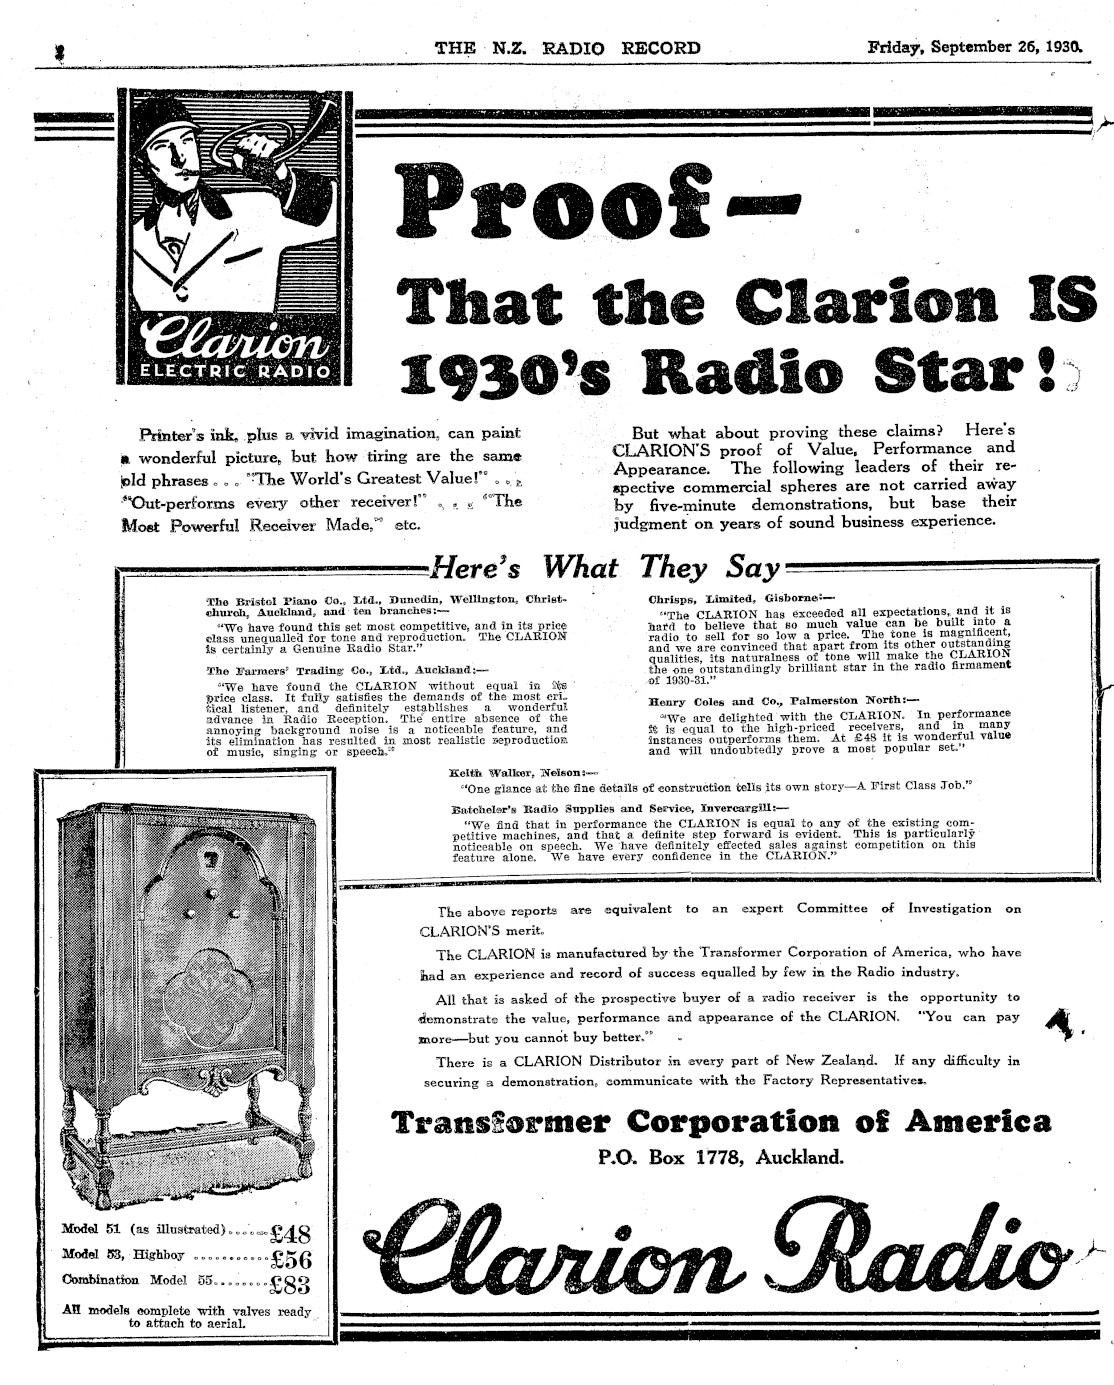 THE N.Z. RADIO RECORD
Friday, September 26, 1930.
Clarion
ELECTRIC RADIO
Proof—
That the Clarion IS
1930's Radio Star!
Printer's ink, plus a vivid imagination, can paint
a wonderful picture, but how tiring are the same
old phrases . . . "The World's Greatest Value!" . . .
"Out-performs every other receiver!" . . . "The
Most Powerful Receiver Made," etc.
But what about proving these claims? Here's
CLARION'S proof of Value, Performance and
Appearance. The following leaders of their re-
spective commercial spheres are not carried away
by five-minute demonstrations, but base their
judgment on years of sound business experience.
Here's What They Say
The Bristol Piano Co., Ltd., Dunedin, Wellington, Christ-
church, Auckland, and ten branches:—
"We have found this set most competitive, and in its price
class unequalled for tone and reproduction. The CLARION
is certainly a Genuine Radio Star."
The Farmers' Trading Co., Ltd., Auckland:—
"We have found the CLARION without equal in its
price class. It fully satisfies the demands of the most cri-
tical listener, and definitely establishes a wonderful
advance in Radio Reception. The entire absence of the
annoying background noise is a noticeable feature, and
its elimination has resulted in most realistic reproduction
of music, singing or speech."
Chrisps, Limited, Gisborne:—
"The CLARION has exceeded all expectations, and it is
hard to believe that so much value can be built into a
radio to sell for so low a price. The tone is magnificent,
and we are convinced that apart from its other outstanding
qualities, its naturalness of tone will make the CLARION
the one outstandingly brilliant star in the radio firmament
of 1930-31."
Henry Coles and Co., Palmerston North:—
"We are delighted with the CLARION. In performance
it is equal to the high-priced receivers, and in many
instances outperforms them. At £48 it is wonderful value
and will undoubtedly prove a most popular set."
Keith Walker, Nelson:—
"One glance at the fine details of construction tells its own story—A First Class Job."
Batchelor's Radio Supplies and Service, Invercargill:—
"We find that in performance the CLARION is equal to any of the existing com-
petitive machines, and that a definite step forward is evident. This is particularly
noticeable on speech. We have definitely effected sales against competition on this
feature alone. We have every confidence in the CLARION."
The above reports are equivalent to an expert Committee of Investigation on
CLARION'S merit.
The CLARION is manufactured by the Transformer Corporation of America, who have
had an experience and record of success equalled by few in the Radio industry.
All that is asked of the prospective buyer of a radio receiver is the opportunity to
demonstrate the value, performance and appearance of the CLARION. "You can pay
more—but you cannot buy better."
There is a CLARION Distributor in every part of New Zealand. If any difficulty in
securing a demonstration, communicate with the Factory Representatives.
Transformer Corporation of America
P.O. Box 1778, Auckland.
Clarion Radio
Model 51 (as illustrated)......£48
Model 53, Highboy ...........£56
Combination Model 55........£83
All models complete with valves ready
to attach to aerial.